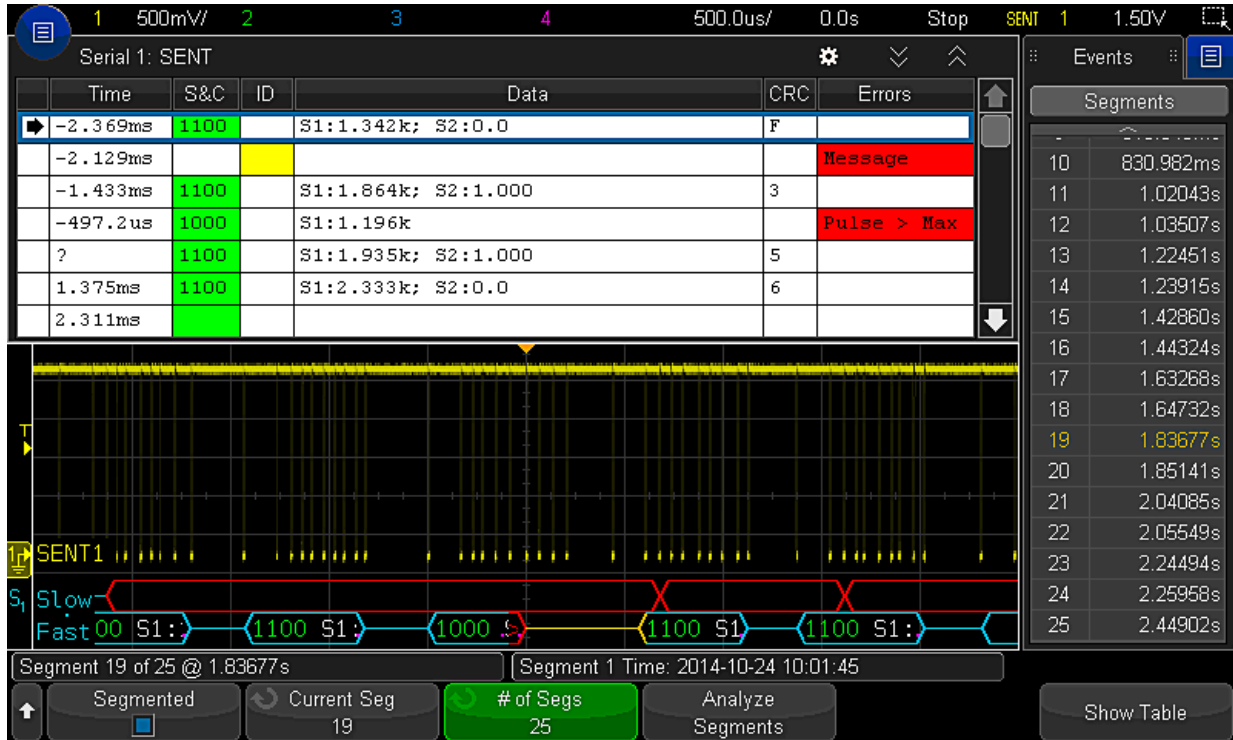 1 500mV/ 2 3 4 500.0us/ 0.0s Stop SENT 1 1.50V
Serial 1: SENT
Time S&C ID Data CRC Errors
-2.369ms 1100 S1:1.342k; S2:0.0 F
-2.129ms Message
-1.433ms 1100 S1:1.864k; S2:1.000 3
-497.2us 1000 S1:1.196k Pulse > Max
? 1100 S1:1.935k; S2:1.000 5
1.375ms 1100 S1:2.333k; S2:0.0 6
2.311ms
Events
Segments
10 830.982ms
11 1.02043s
12 1.03507s
13 1.22451s
14 1.23915s
15 1.42860s
16 1.44324s
17 1.63268s
18 1.64732s
19 1.83677s
20 1.85141s
21 2.04085s
22 2.05549s
23 2.24494s
24 2.25958s
25 2.44902s
T
1 SENT1
S1 Slow
Fast 00 S1: 1100 S1: 1000 1100 S1 1100 S1:
Segment 19 of 25 @ 1.83677s Segment 1 Time: 2014-10-24 10:01:45
Segmented
Current Seg
19
# of Segs
25
Analyze
Segments
Show Table